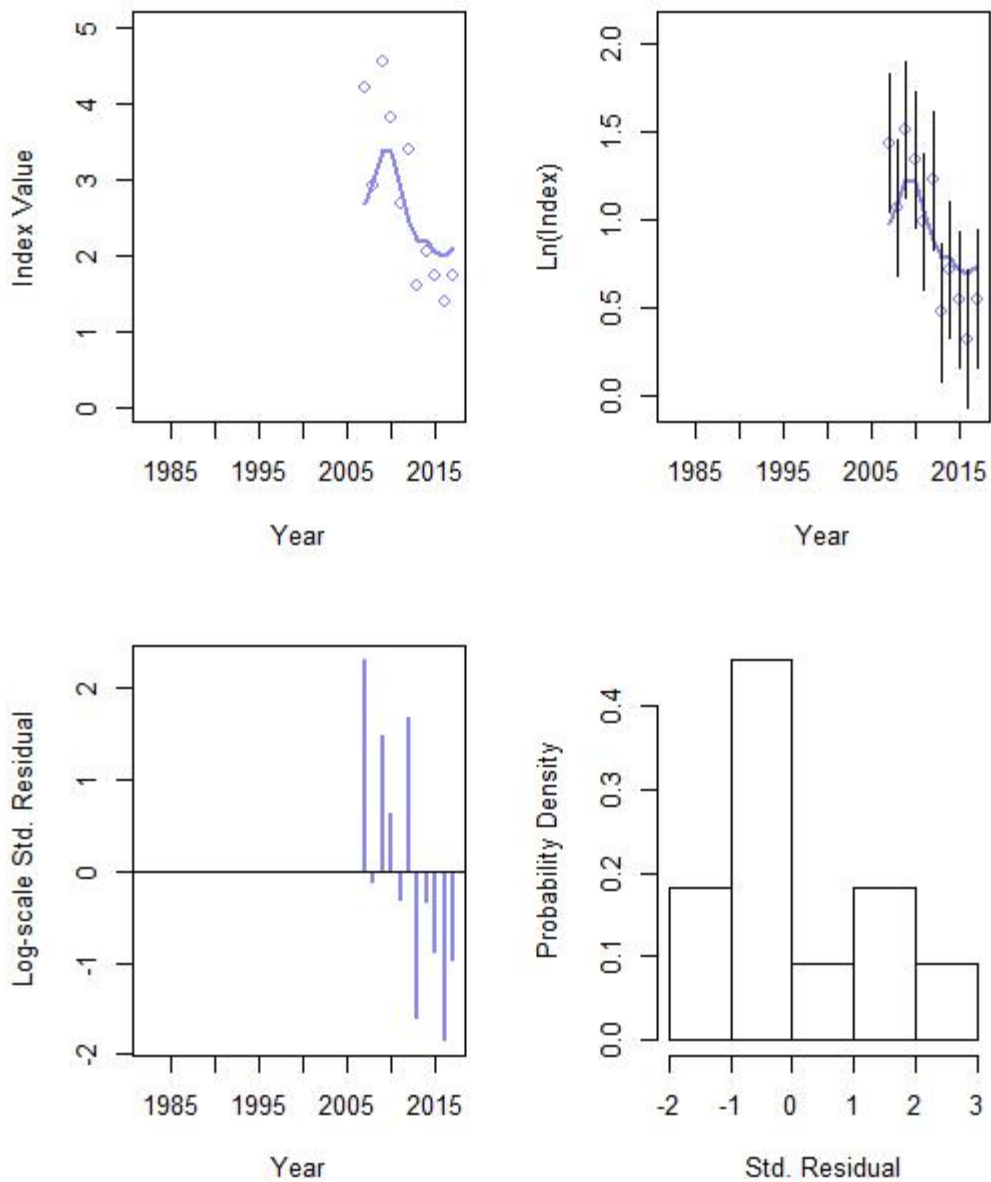 Index Value
5
4
3
2
1
0
1985 1995 2005 2015
Year
Ln(Index)
2.0
1.5
1.0
0.5
0.0
1985 1995 2005 2015
Year
Log-scale Std. Residual
2
1
0
-1
-2
1985 1995 2005 2015
Year
Probability Density
0.4
0.3
0.2
0.1
0.0
-2 -1 0 1 2 3
Std. Residual